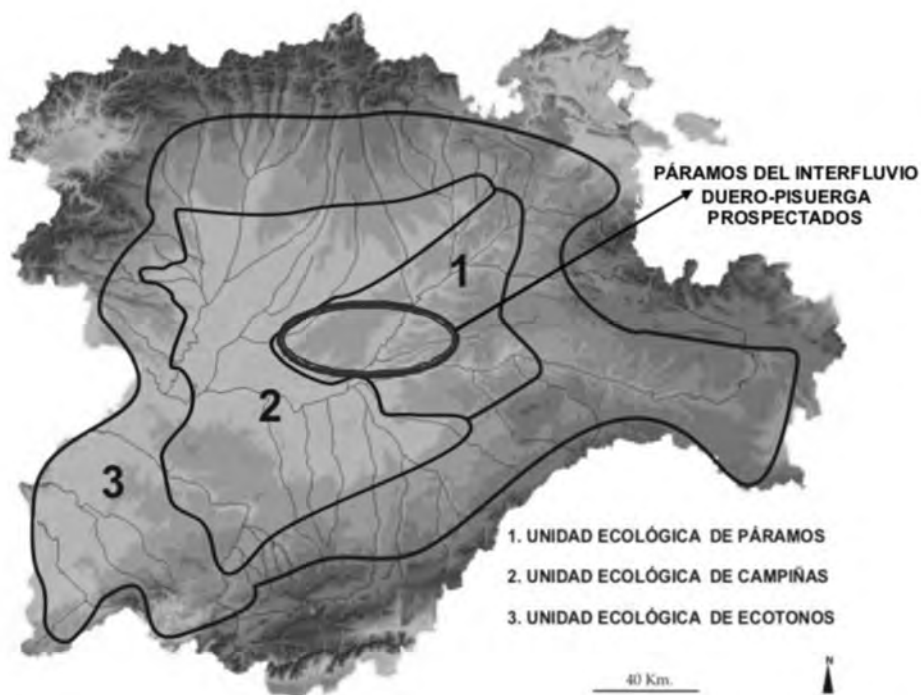 PÁRAMOS DEL INTERFLUVIO
DUERO-PISUERGA
PROSPECTADOS
1
2
3
1. UNIDAD ECOLÓGICA DE PÁRAMOS
2. UNIDAD ECOLÓGICA DE CAMPIÑAS
3. UNIDAD ECOLÓGICA DE ECOTONOS
40 Km.
N